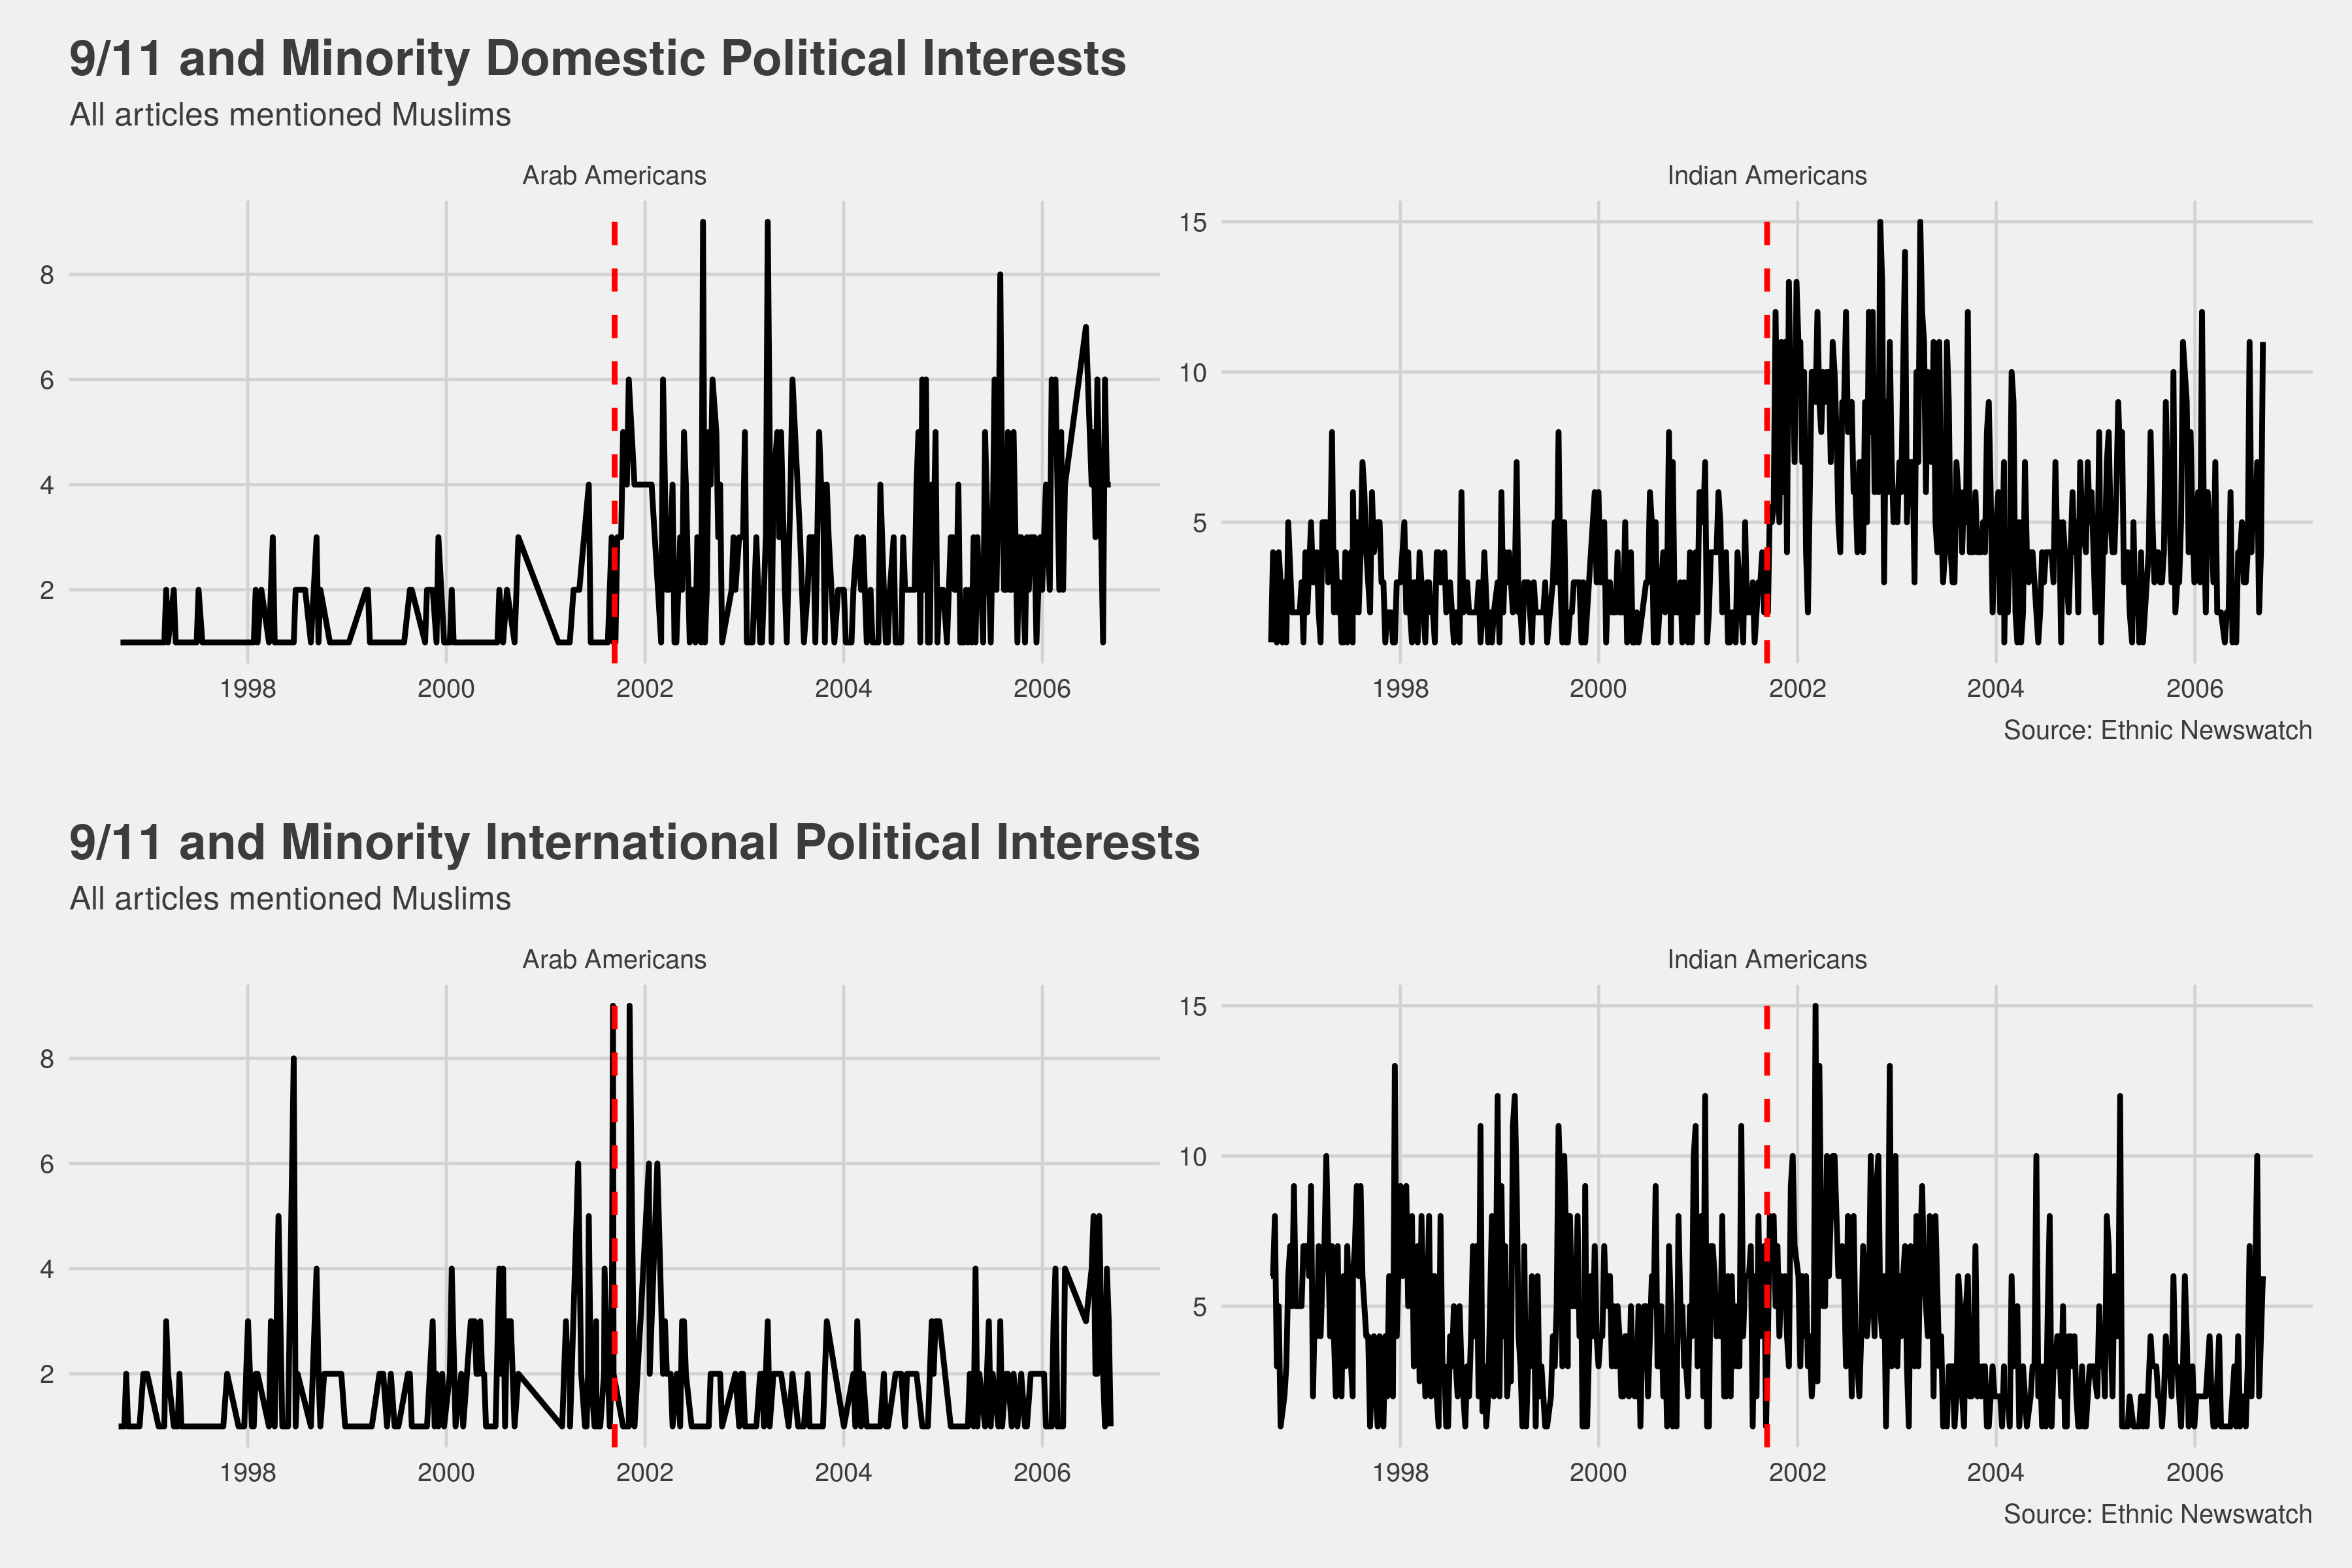 9/11 and Minority Domestic Political Interests
All articles mentioned Muslims
Arab Americans
Indian Americans
8
6
4
2
15
10
5
1998 2000 2002 2004 2006
1998 2000 2002 2004 2006
Source: Ethnic Newswatch
9/11 and Minority International Political Interests
All articles mentioned Muslims
Arab Americans
Indian Americans
8
6
4
2
15
10
5
1998 2000 2002 2004 2006
1998 2000 2002 2004 2006
Source: Ethnic Newswatch